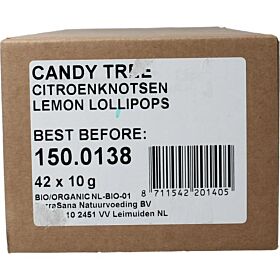 CANDY TREE
CITROENKNOTSEN
LEMON LOLLIPOPS
BEST BEFORE:
150.0138
42 x 10 g
8 711542 201405
BIO/ORGANIC NL-BIO-01
Natuurvoeding BV
10 2451 VV Leimuiden NL